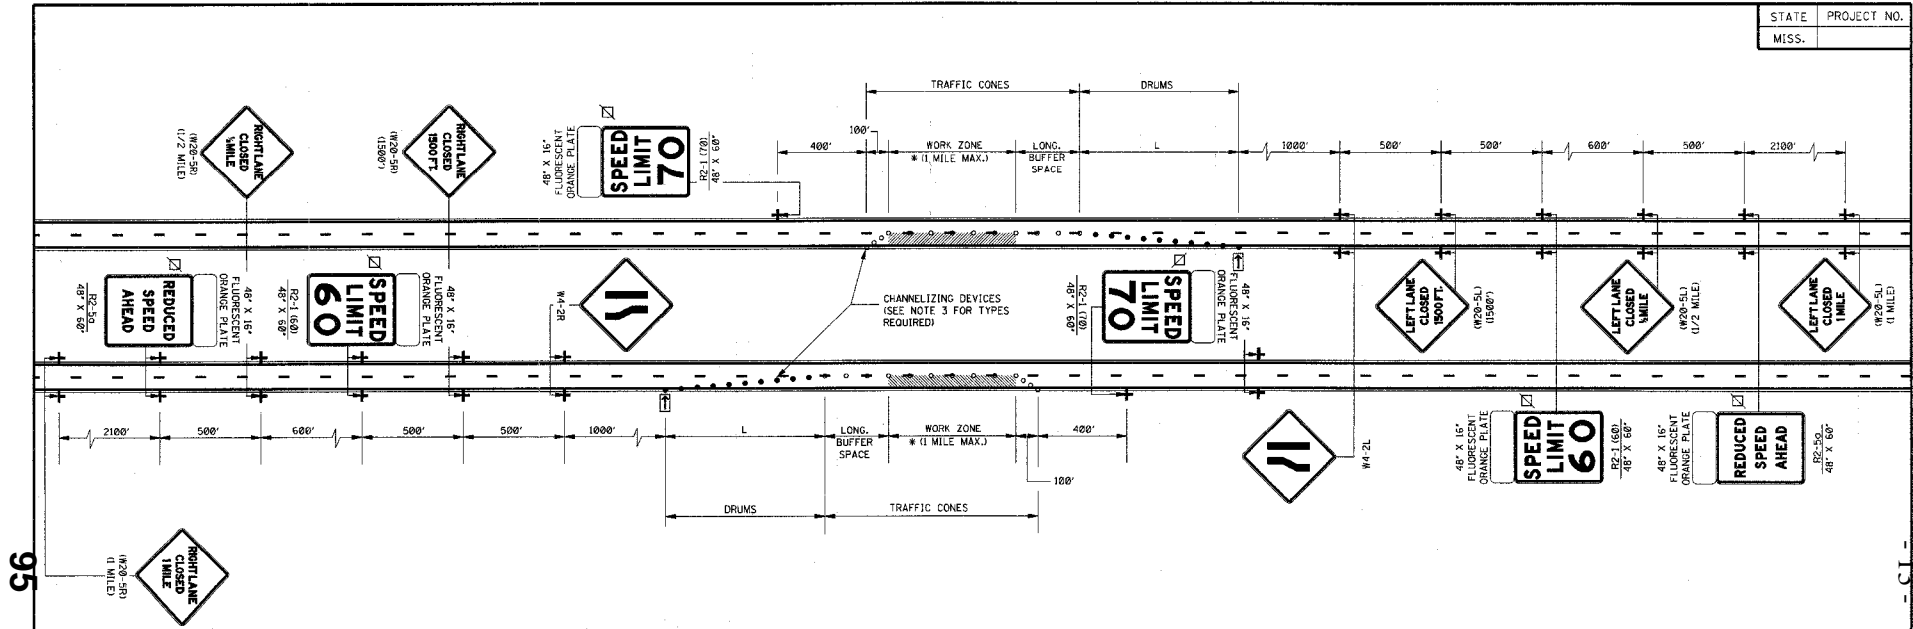 STATE PROJECT NO.
MISS.
TRAFFIC CONES
DRUMS
100'
400'
WORK ZONE
* (1 MILE MAX.)
LONG.
BUFFER
SPACE
L
1000'
500'
500'
600'
500'
2100'
RIGHT LANE
CLOSED
½ MILE
(W20-5R)
(1/2 MILE)
RIGHT LANE
CLOSED
1500 FT.
(W20-5R)
(1500')
48" X 16"
FLUORESCENT
ORANGE PLATE
SPEED
LIMIT
70
R2-1 (70)
48" X 60"
REDUCED
SPEED
AHEAD
R2-5a
48" X 60"
48" X 16"
FLUORESCENT
ORANGE PLATE
SPEED
LIMIT
60
R2-1 (60)
48" X 60"
48" X 16"
FLUORESCENT
ORANGE PLATE
W4-2R
CHANNELIZING DEVICES
(SEE NOTE 3 FOR TYPES
REQUIRED)
SPEED
LIMIT
70
R2-1 (70)
48" X 60"
48" X 16"
FLUORESCENT
ORANGE PLATE
LEFT LANE
CLOSED
1500 FT.
(W20-5L)
(1500')
LEFT LANE
CLOSED
½ MILE
(W20-5L)
(1/2 MILE)
LEFT LANE
CLOSED
1 MILE
(W20-5L)
(1 MILE)
2100'
500'
600'
500'
500'
1000'
L
LONG.
BUFFER
SPACE
WORK ZONE
* (1 MILE MAX.)
400'
100'
DRUMS
TRAFFIC CONES
W4-2L
48" X 16"
FLUORESCENT
ORANGE PLATE
SPEED
LIMIT
60
R2-1 (60)
48" X 60"
48" X 16"
FLUORESCENT
ORANGE PLATE
REDUCED
SPEED
AHEAD
R2-5a
48" X 60"
RIGHT LANE
CLOSED
1 MILE
(W20-5R)
(1 MILE)
95